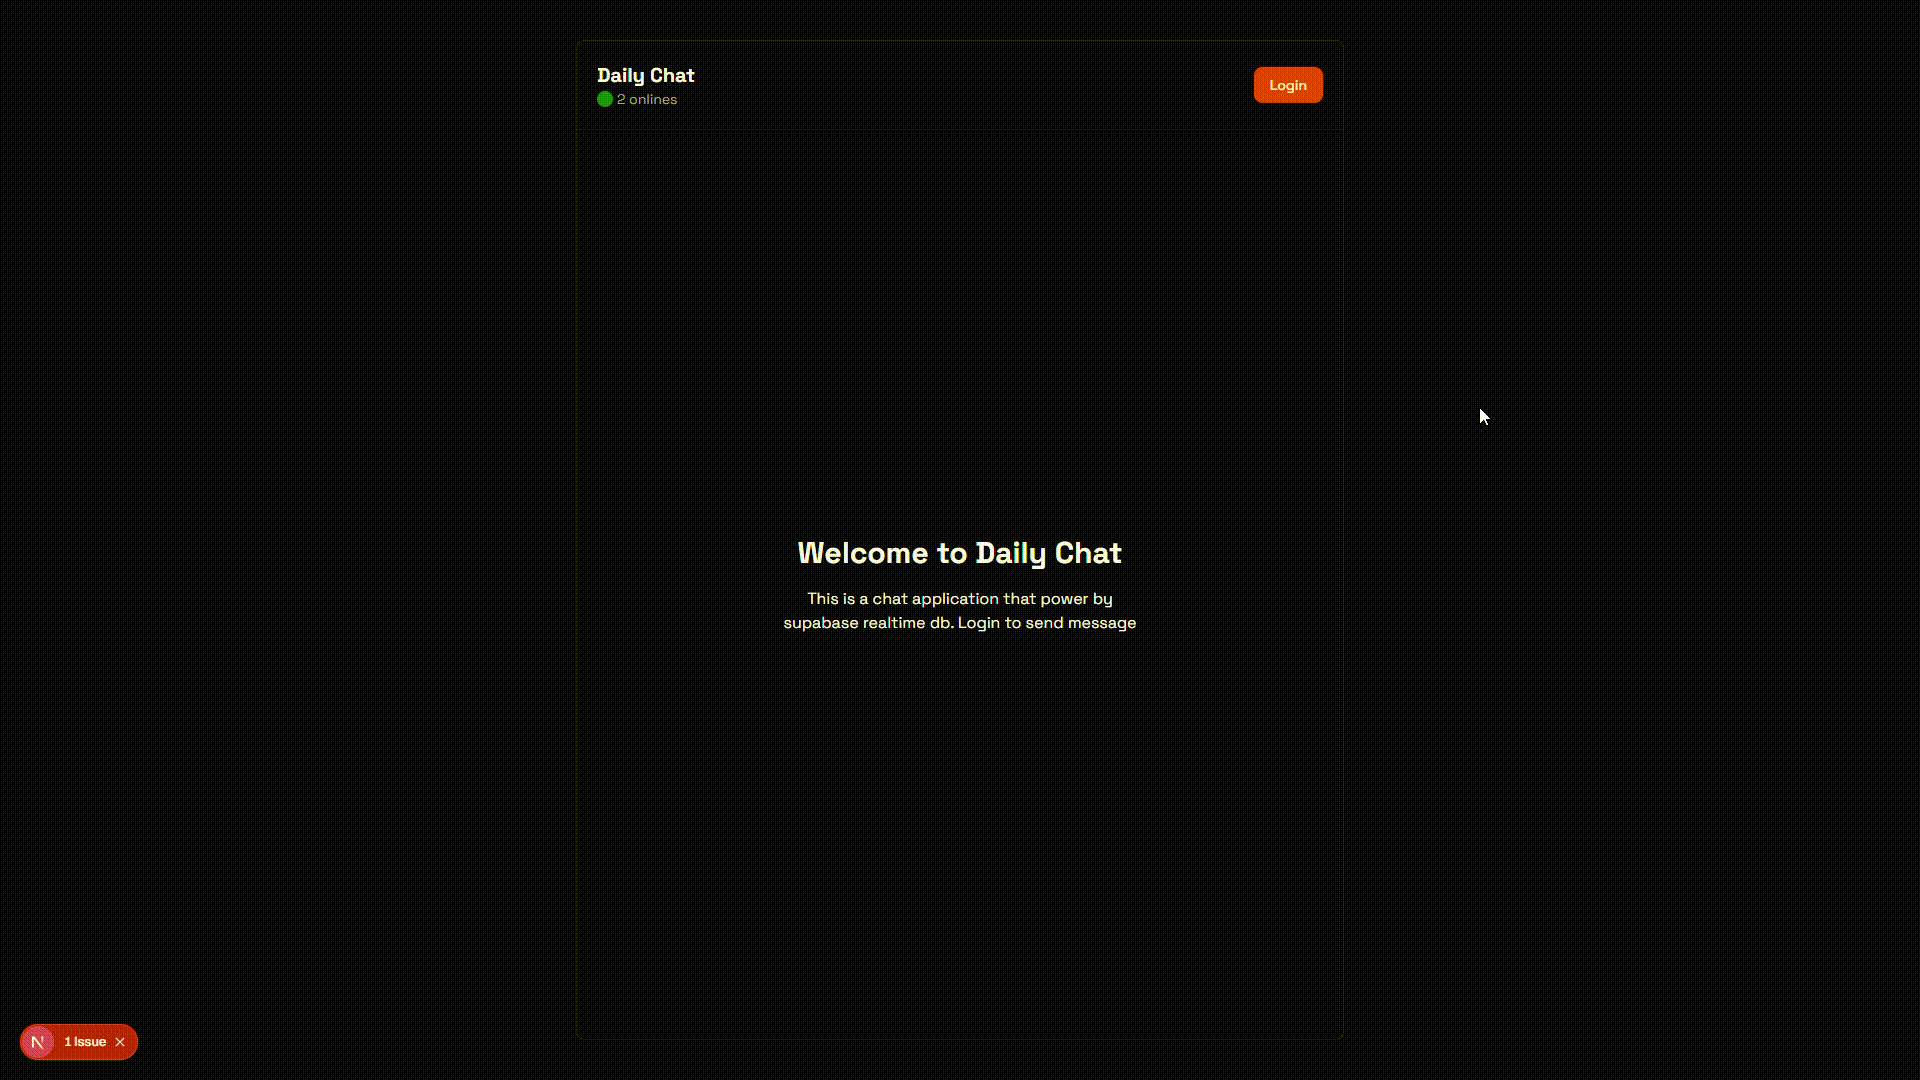 Daily Chat
2 onlines
Login
Welcome to Daily Chat
This is a chat application that power by
supabase realtime db. Login to send message
N
1 Issue